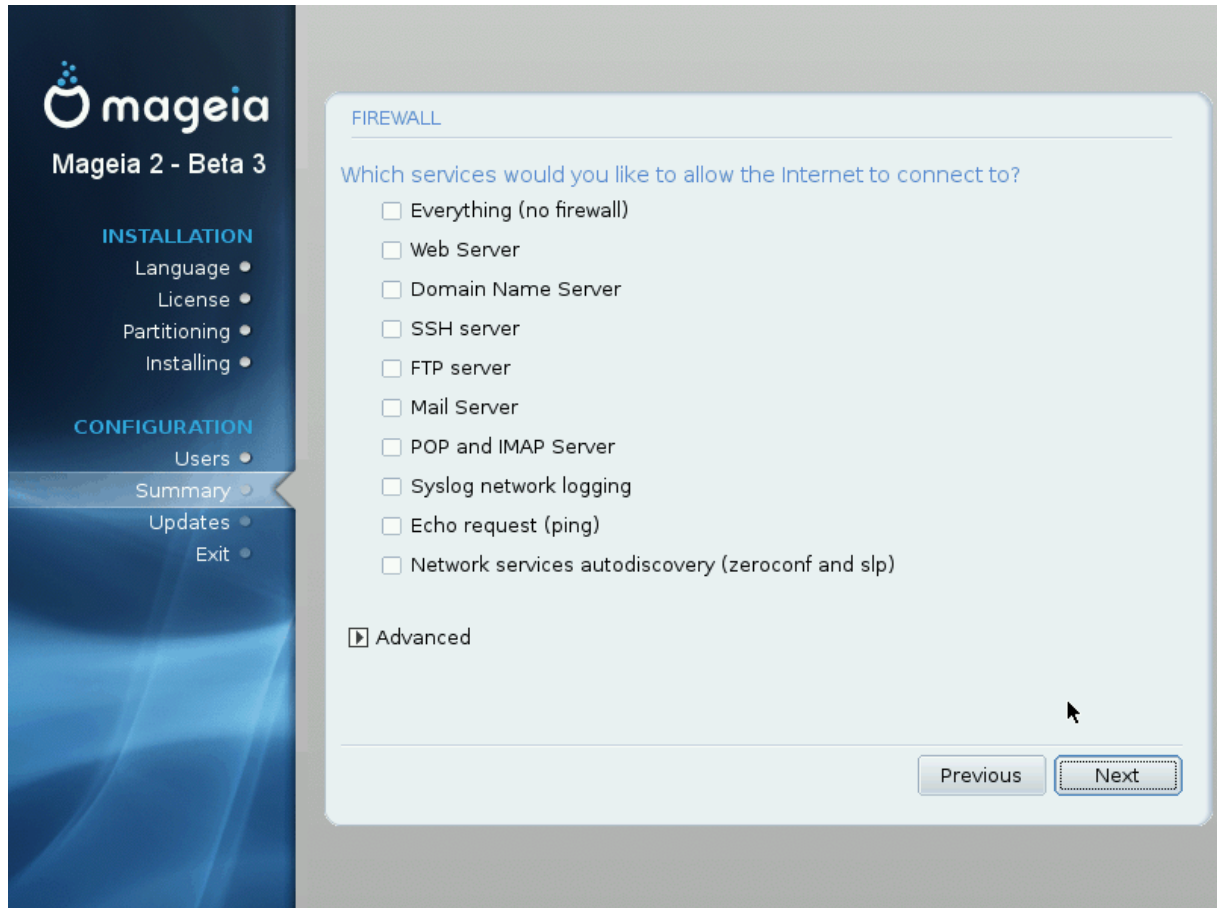 mageia
Mageia 2 - Beta 3
INSTALLATION
Language
License
Partitioning
Installing
CONFIGURATION
Users
Summary
Updates
Exit
FIREWALL
Which services would you like to allow the Internet to connect to?
Everything (no firewall)
Web Server
Domain Name Server
SSH server
FTP server
Mail Server
POP and IMAP Server
Syslog network logging
Echo request (ping)
Network services autodiscovery (zeroconf and slp)
Advanced
Previous
Next